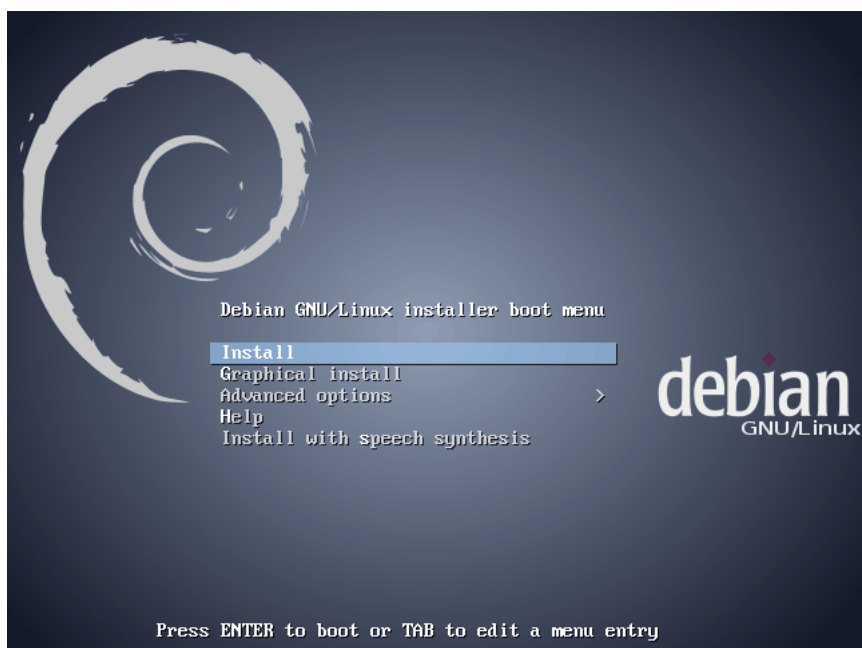 Debian GNU/Linux installer boot menu
Install
Graphical install
Advanced options >
Help
Install with speech synthesis
debian
GNU/Linux
Press ENTER to boot or TAB to edit a menu entry